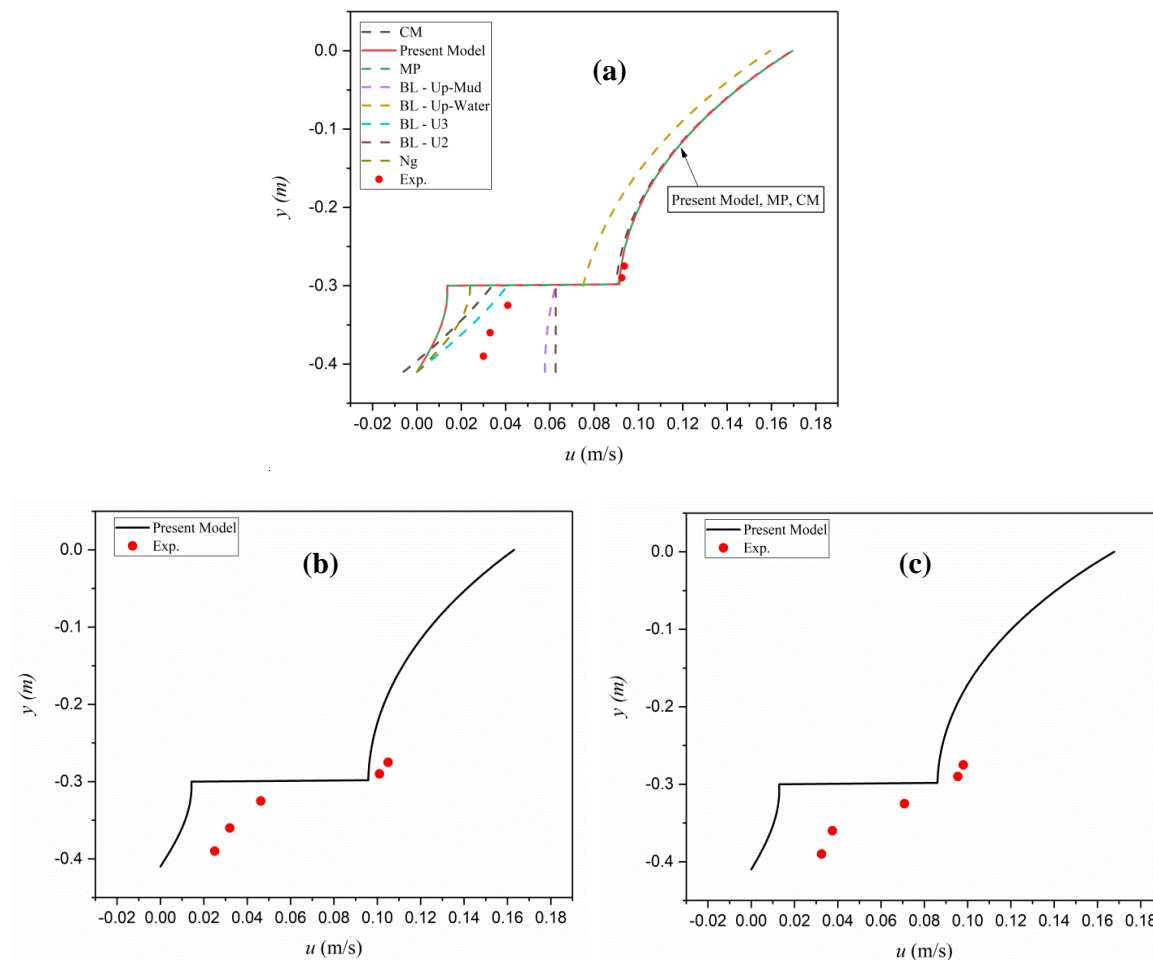 CM
Present Model
MP
BL - Up-Mud
BL - Up-Water
BL - U3
BL - U2
Ng
Exp.
(a)
Present Model, MP, CM
0.0
-0.1
-0.2
-0.3
-0.4
y (m)
-0.02 0.00 0.02 0.04 0.06 0.08 0.10 0.12 0.14 0.16 0.18
u (m/s)
Present Model
Exp.
(b)
0.0
-0.1
-0.2
-0.3
-0.4
y (m)
-0.02 0.00 0.02 0.04 0.06 0.08 0.10 0.12 0.14 0.16 0.18
u (m/s)
Present Model
Exp.
(c)
0.0
-0.1
-0.2
-0.3
-0.4
y (m)
-0.02 0.00 0.02 0.04 0.06 0.08 0.10 0.12 0.14 0.16 0.18
u (m/s)